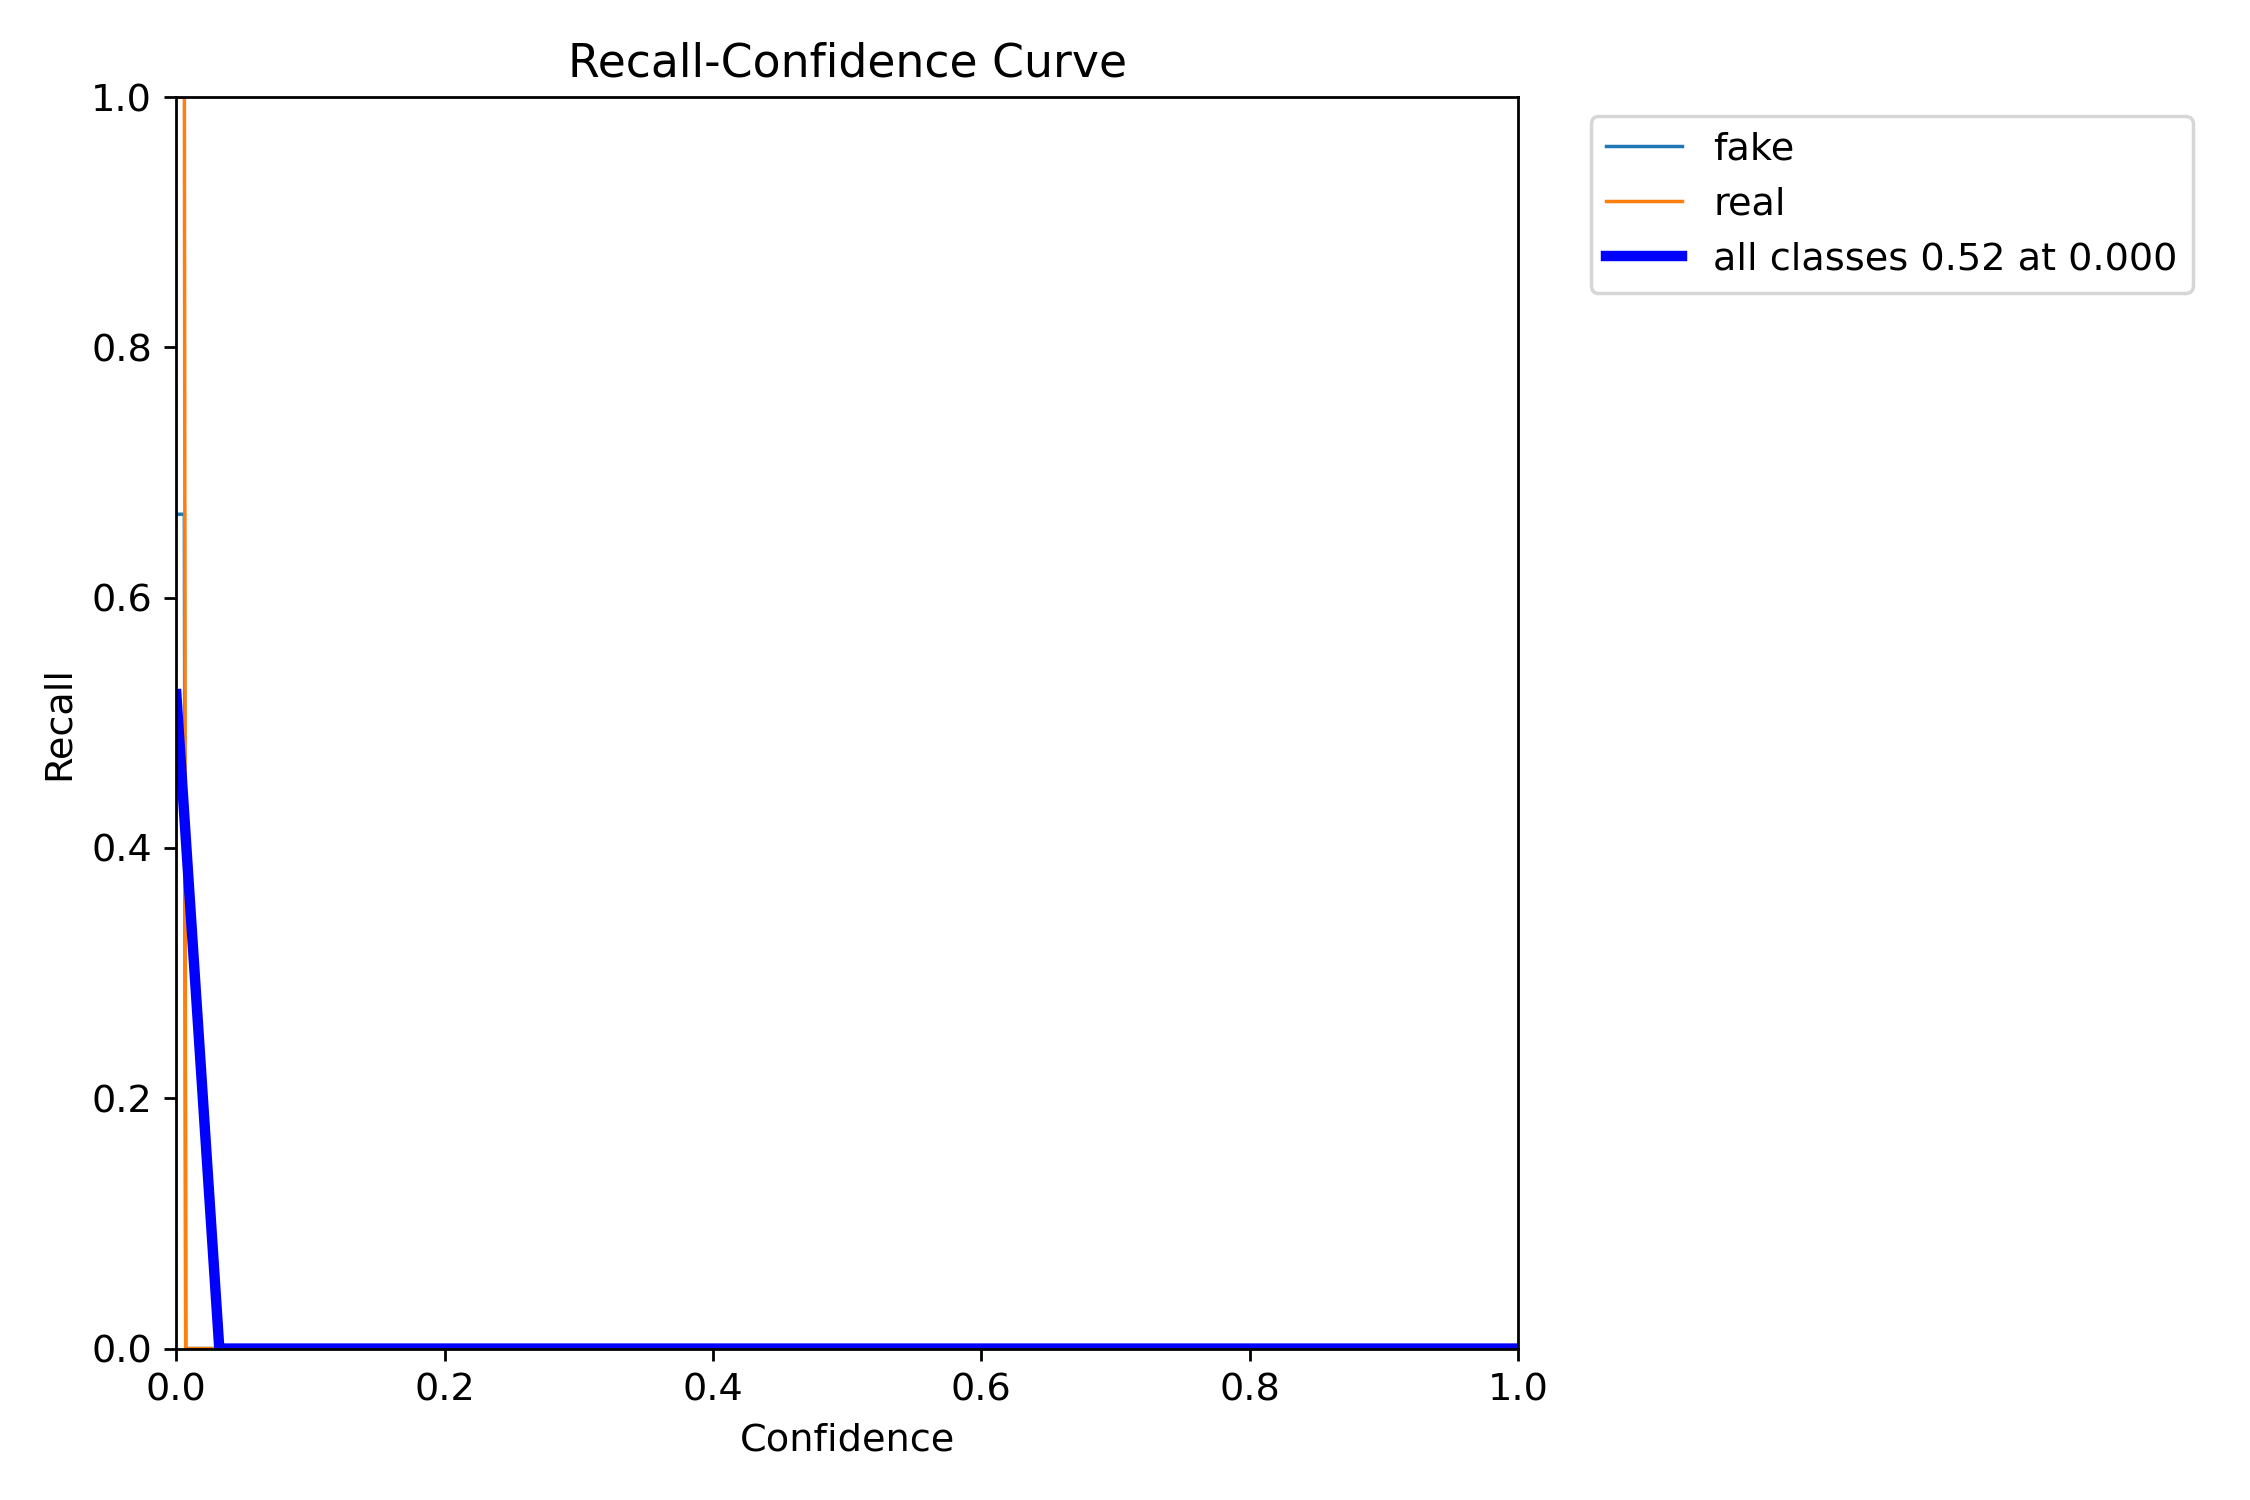 Recall-Confidence Curve
1.0
0.8
0.6
0.4
0.2
0.0
Recall
0.0 0.2 0.4 0.6 0.8 1.0
Confidence
fake
real
all classes 0.52 at 0.000